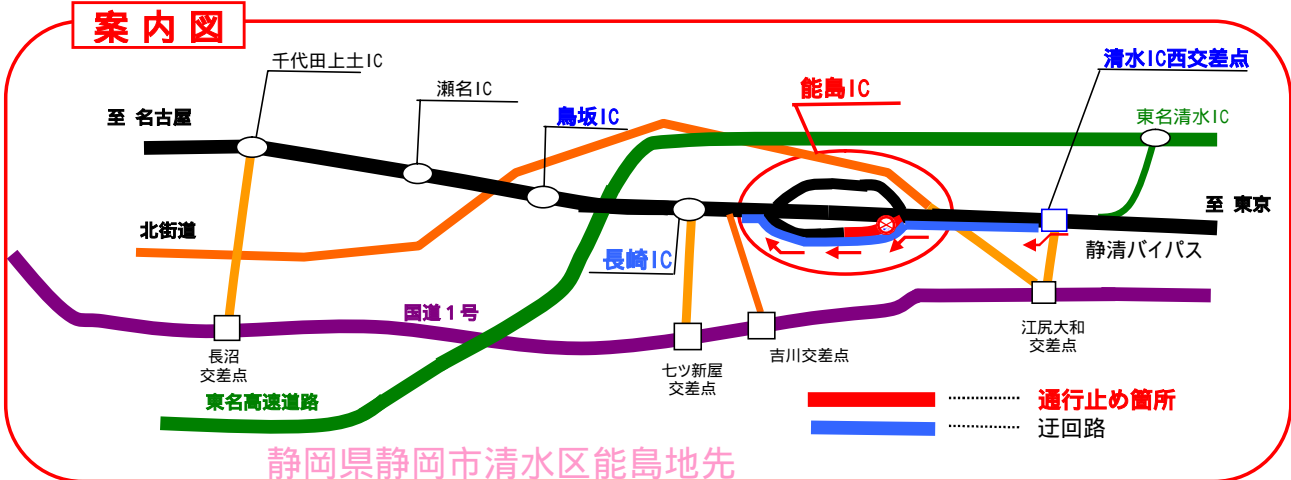 案内図
千代田上土IC
清水IC西交差点
瀬名IC
能島IC
至 名古屋
鳥坂IC
東名清水IC
至 東京
北街道
静清バイパス
長崎IC
国道1号
江尻大和
交差点
長沼
交差点
吉川交差点
七ツ新屋
交差点
東名高速道路
通行止め箇所
迂回路
静岡県静岡市清水区能島地先